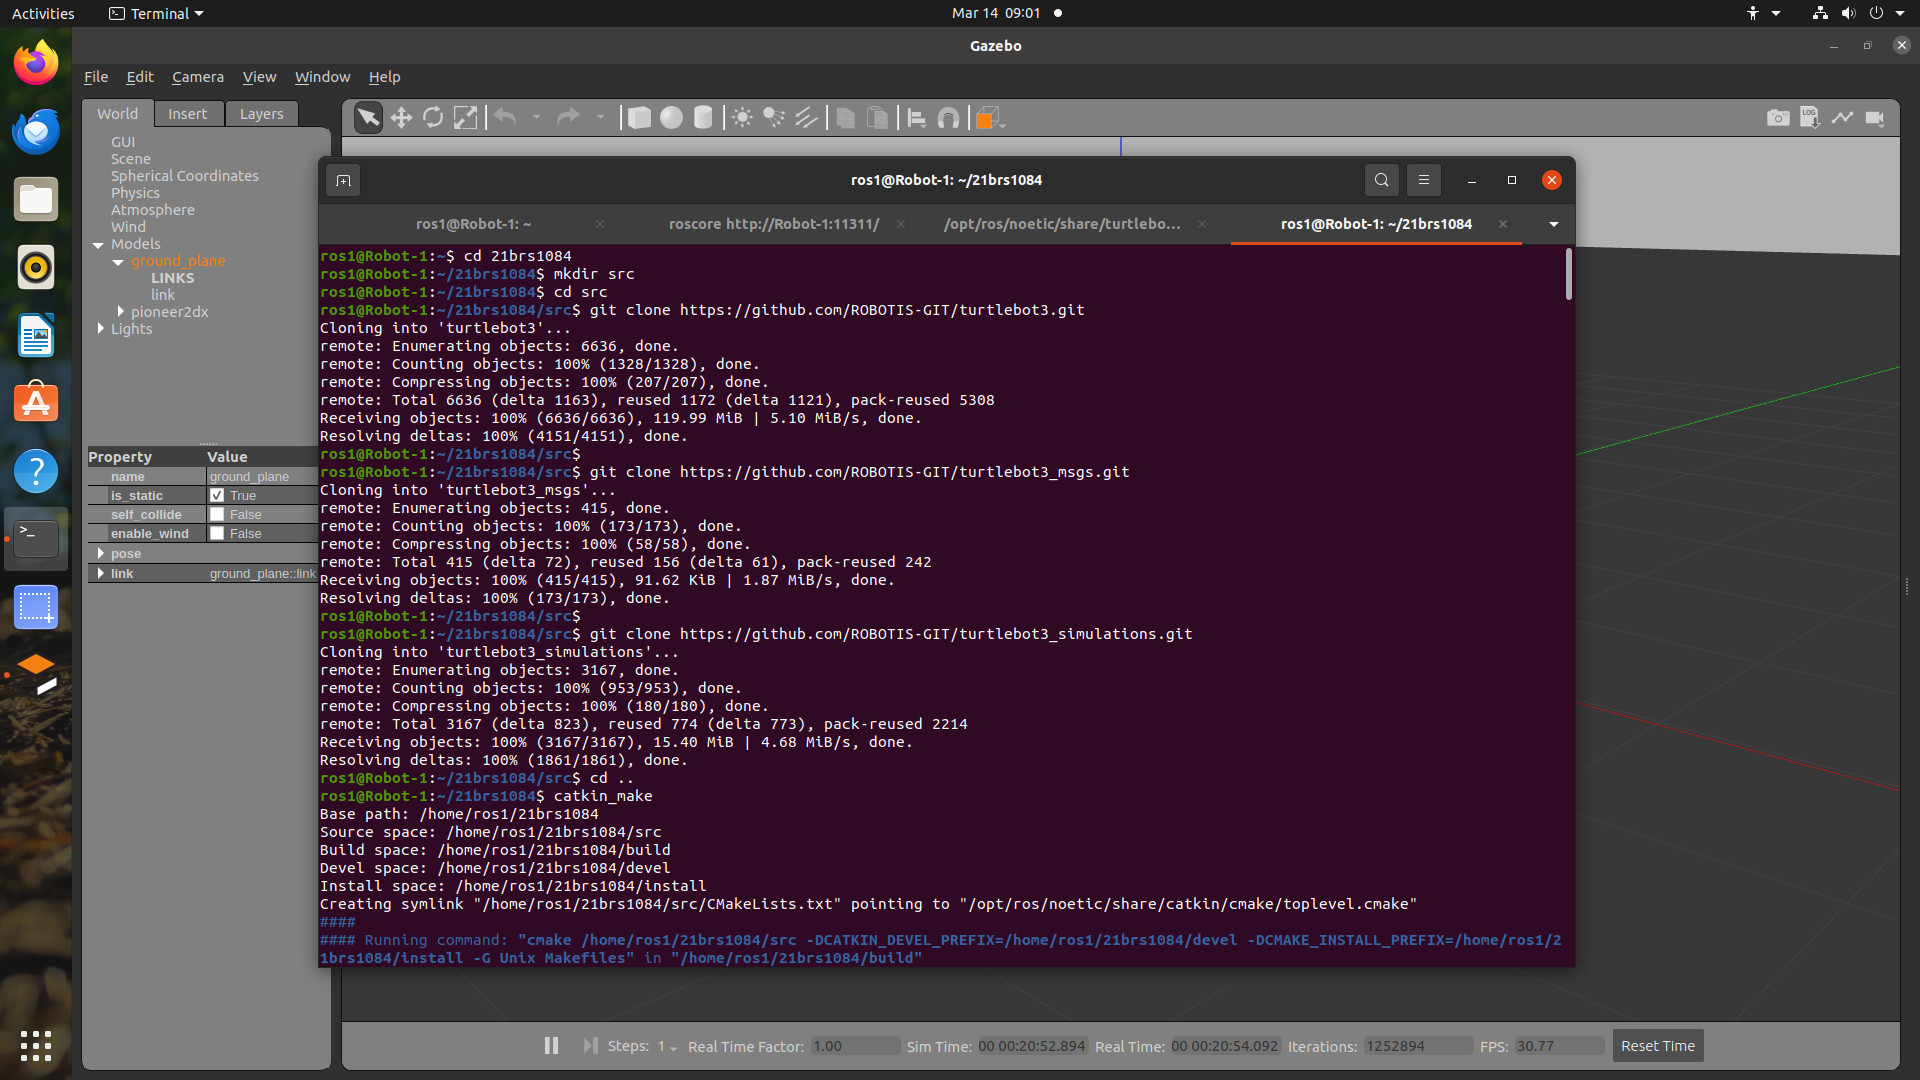 Activities
Terminal
Mar 14 09:01
Gazebo
File Edit Camera View Window Help
World Insert Layers
GUI
Scene
Spherical Coordinates
Physics
Atmosphere
Wind
Models
ground_plane
LINKS
link
pioneer2dx
Lights
Property Value
name ground_plane
is_static True
self_collide False
enable_wind False
pose
link ground_plane::link
LOG
ros1@Robot-1: ~/21brs1084
ros1@Robot-1: ~
roscore http://Robot-1:11311/
/opt/ros/noetic/share/turtlebo...
ros1@Robot-1: ~/21brs1084
ros1@Robot-1:~$ cd 21brs1084
ros1@Robot-1:~/21brs1084$ mkdir src
ros1@Robot-1:~/21brs1084$ cd src
ros1@Robot-1:~/21brs1084/src$ git clone https://github.com/ROBOTIS-GIT/turtlebot3.git
Cloning into 'turtlebot3'...
remote: Enumerating objects: 6636, done.
remote: Counting objects: 100% (1328/1328), done.
remote: Compressing objects: 100% (207/207), done.
remote: Total 6636 (delta 1163), reused 1172 (delta 1121), pack-reused 5308
Receiving objects: 100% (6636/6636), 119.99 MiB | 5.10 MiB/s, done.
Resolving deltas: 100% (4151/4151), done.
ros1@Robot-1:~/21brs1084/src$
ros1@Robot-1:~/21brs1084/src$ git clone https://github.com/ROBOTIS-GIT/turtlebot3_msgs.git
Cloning into 'turtlebot3_msgs'...
remote: Enumerating objects: 415, done.
remote: Counting objects: 100% (173/173), done.
remote: Compressing objects: 100% (58/58), done.
remote: Total 415 (delta 72), reused 156 (delta 61), pack-reused 242
Receiving objects: 100% (415/415), 91.62 KiB | 1.87 MiB/s, done.
Resolving deltas: 100% (173/173), done.
ros1@Robot-1:~/21brs1084/src$
ros1@Robot-1:~/21brs1084/src$ git clone https://github.com/ROBOTIS-GIT/turtlebot3_simulations.git
Cloning into 'turtlebot3_simulations'...
remote: Enumerating objects: 3167, done.
remote: Counting objects: 100% (953/953), done.
remote: Compressing objects: 100% (180/180), done.
remote: Total 3167 (delta 823), reused 774 (delta 773), pack-reused 2214
Receiving objects: 100% (3167/3167), 15.40 MiB | 4.68 MiB/s, done.
Resolving deltas: 100% (1861/1861), done.
ros1@Robot-1:~/21brs1084/src$ cd ..
ros1@Robot-1:~/21brs1084$ catkin_make
Base path: /home/ros1/21brs1084
Source space: /home/ros1/21brs1084/src
Build space: /home/ros1/21brs1084/build
Devel space: /home/ros1/21brs1084/devel
Install space: /home/ros1/21brs1084/install
Creating symlink "/home/ros1/21brs1084/src/CMakeLists.txt" pointing to "/opt/ros/noetic/share/catkin/cmake/toplevel.cmake"
####
#### Running command: "cmake /home/ros1/21brs1084/src -DCATKIN_DEVEL_PREFIX=/home/ros1/21brs1084/devel -DCMAKE_INSTALL_PREFIX=/home/ros1/2
1brs1084/install -G Unix Makefiles" in "/home/ros1/21brs1084/build"
Steps: 1 Real Time Factor: 1.00 Sim Time: 00 00:20:52.894 Real Time: 00 00:20:54.092 Iterations: 1252894 FPS: 30.77 Reset Time